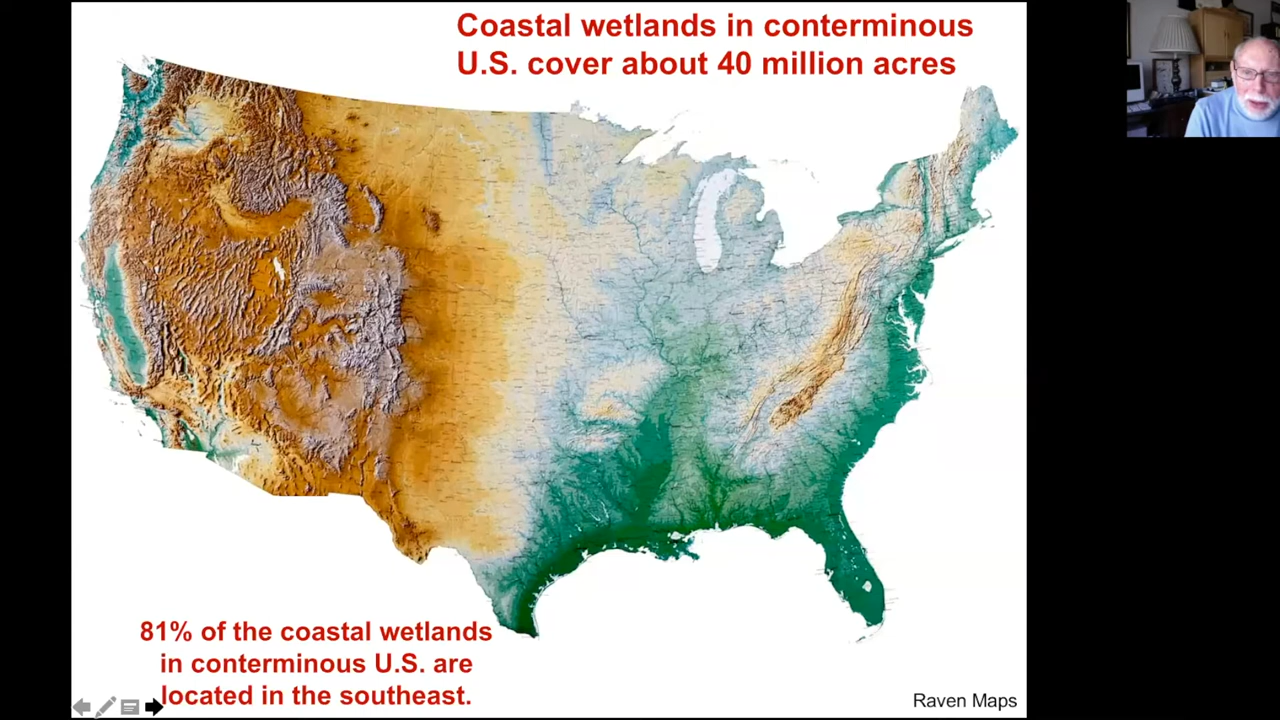 Coastal wetlands in conterminous
U.S. cover about 40 million acres
81% of the coastal wetlands
in conterminous U.S. are
located in the southeast.
Raven Maps